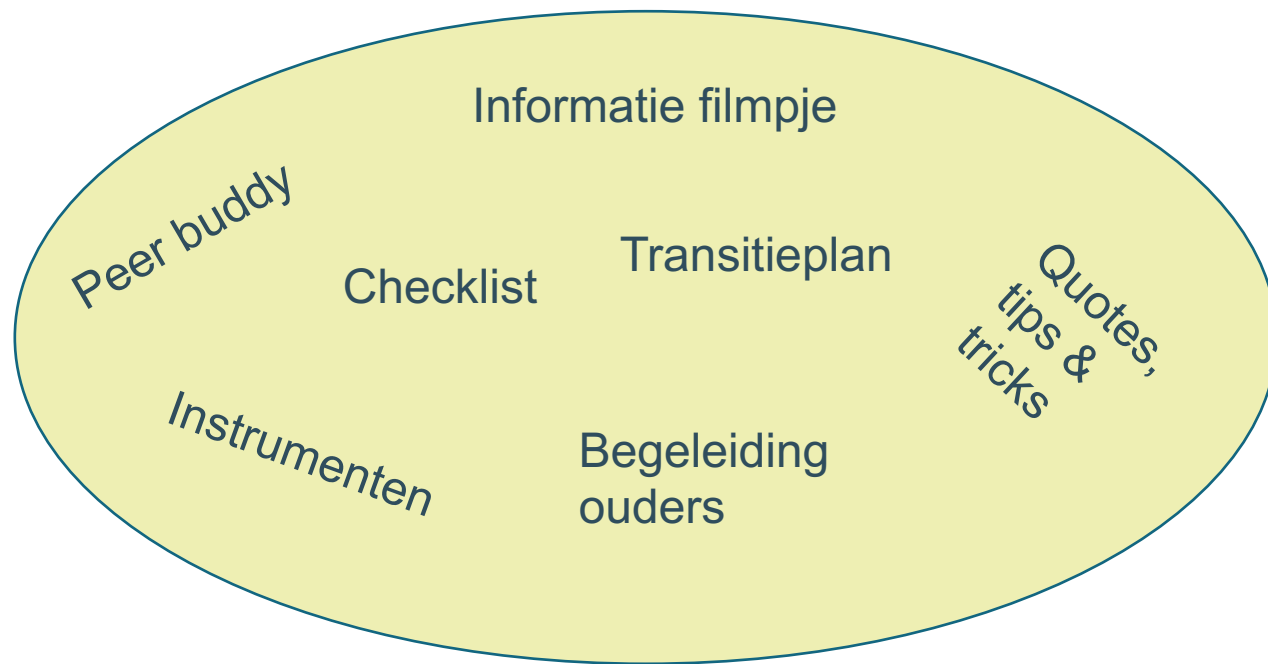 Informatie filmpje
Peer buddy
Checklist
Transitieplan
Quotes,
tips &
tricks
Instrumenten
Begeleiding
ouders